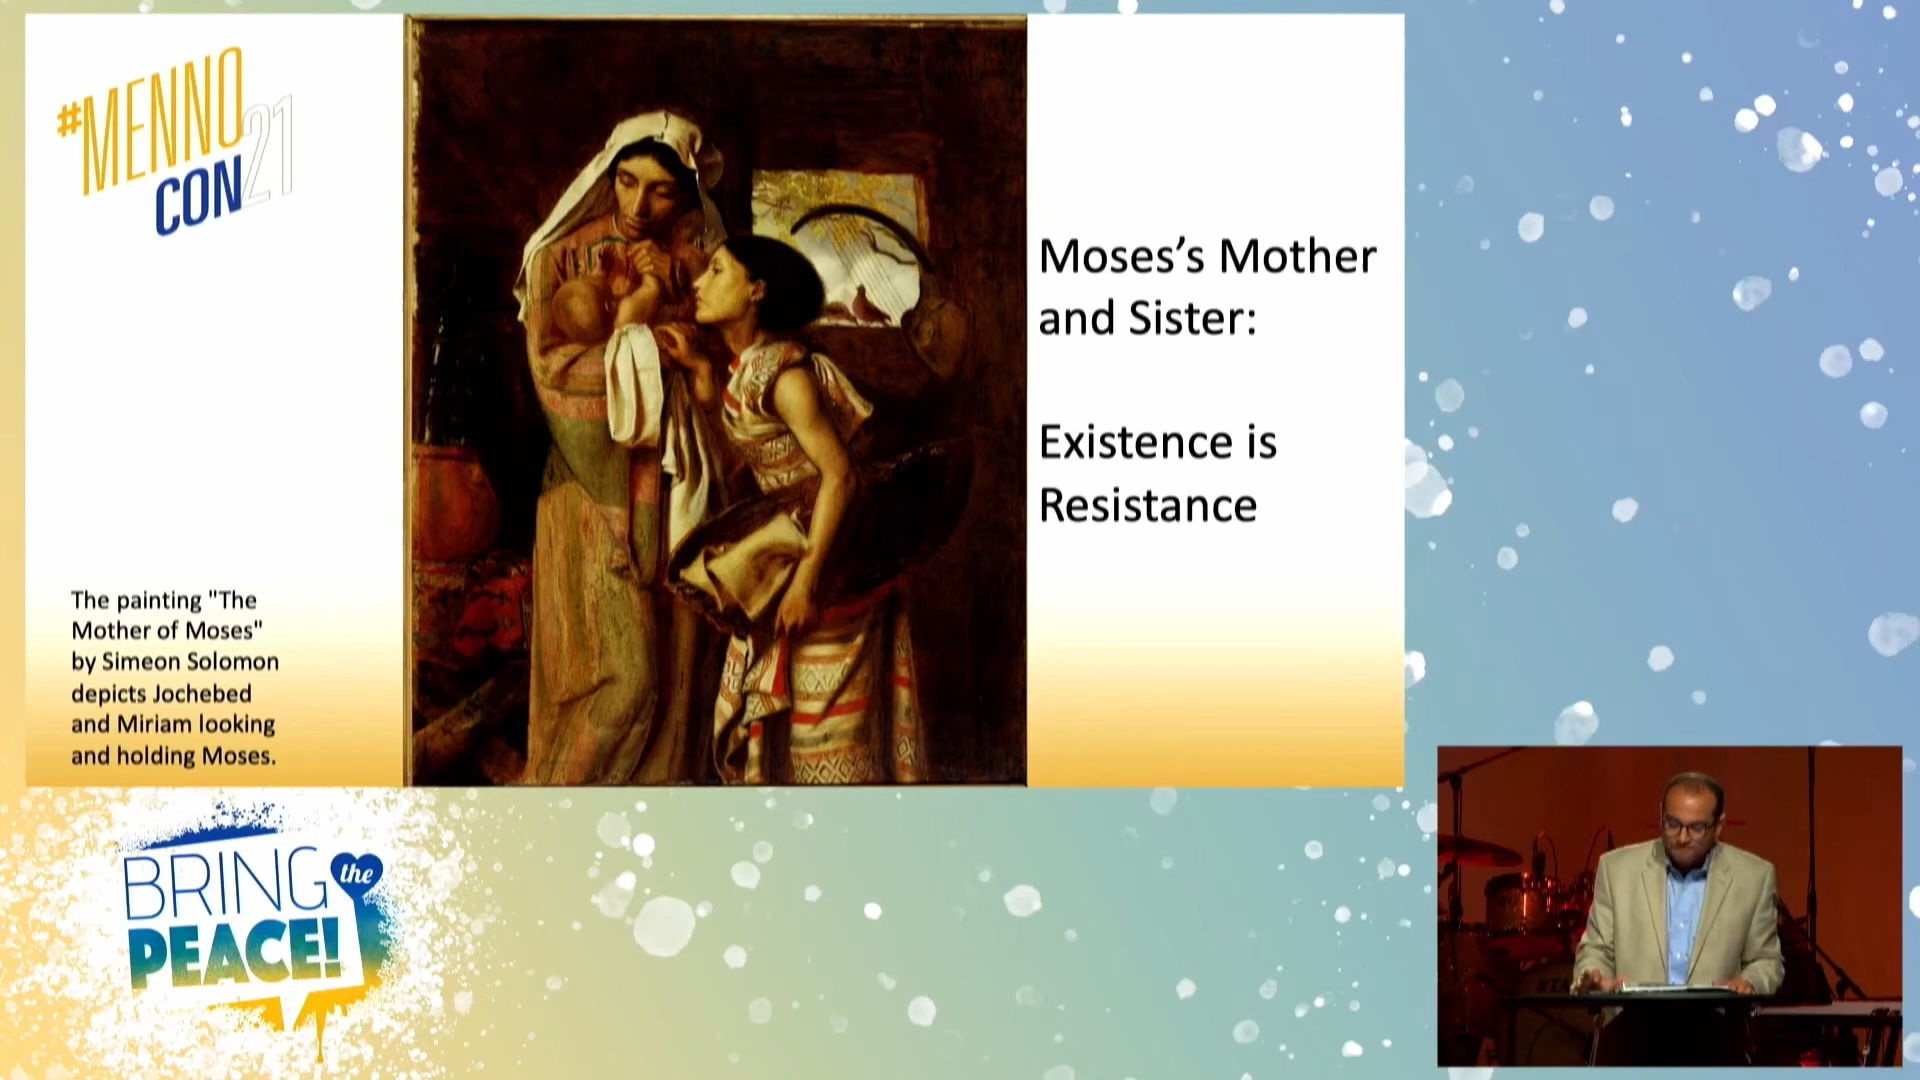 #MENNO
CON21
The painting "The
Mother of Moses"
by Simeon Solomon
depicts Jochebed
and Miriam looking
and holding Moses.
Moses’s Mother
and Sister:
Existence is
Resistance
BRING the
PEACE!